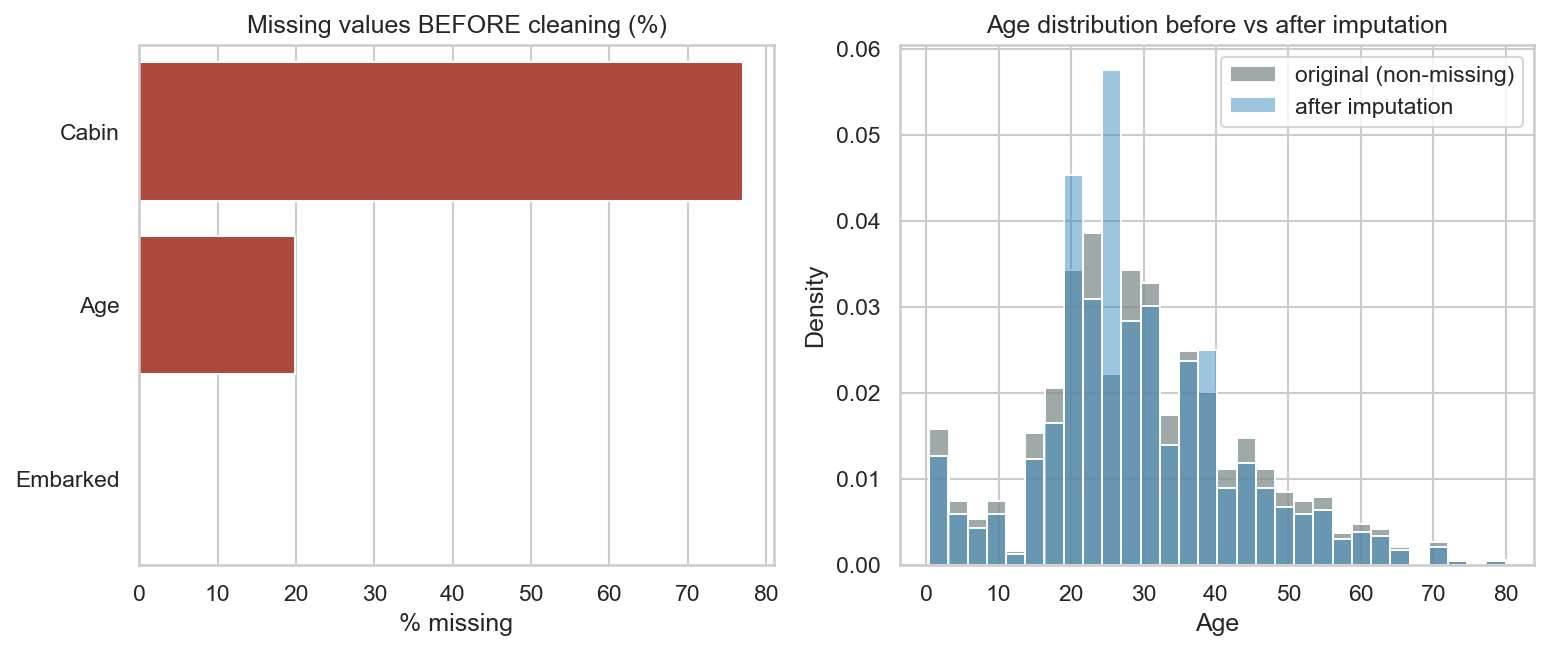 Missing values BEFORE cleaning (%)
Cabin
Age
Embarked
0 10 20 30 40 50 60 70 80
% missing
Age distribution before vs after imputation
original (non-missing)
after imputation
0.06
0.05
0.04
0.03
0.02
0.01
0.00
Density
0 10 20 30 40 50 60 70 80
Age